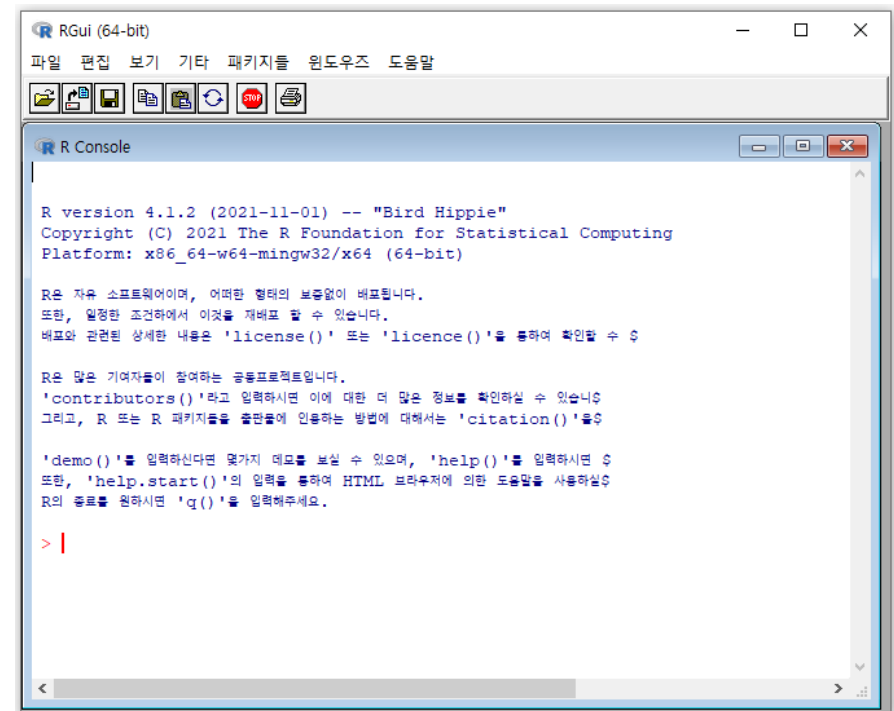 RGui (64-bit)
파일 편집 보기 기타 패키지들 윈도우즈 도움말
STOP
R Console
R version 4.1.2 (2021-11-01) -- "Bird Hippie"
Copyright (C) 2021 The R Foundation for Statistical Computing
Platform: x86_64-w64-mingw32/x64 (64-bit)
R은 자유 소프트웨어이며, 어떠한 형태의 보증없이 배포됩니다.
또한, 일정한 조건하에서 이것을 재배포 할 수 있습니다.
배포와 관련된 상세한 내용은 'license()' 또는 'licence()'을 통하여 확인할 수 $
R은 많은 기여자들이 참여하는 공동프로젝트입니다.
'contributors()'라고 입력하시면 이에 대한 더 많은 정보를 확인하실 수 있습니$
그리고, R 또는 R 패키지들을 출판물에 인용하는 방법에 대해서는 'citation()'을$
'demo()'를 입력하신다면 몇가지 데모를 보실 수 있으며, 'help()'를 입력하시면 $
또한, 'help.start()'의 입력을 통하여 HTML 브라우저에 의한 도움말을 사용하실$
R의 종료를 원하시면 'q()'을 입력해주세요.
>